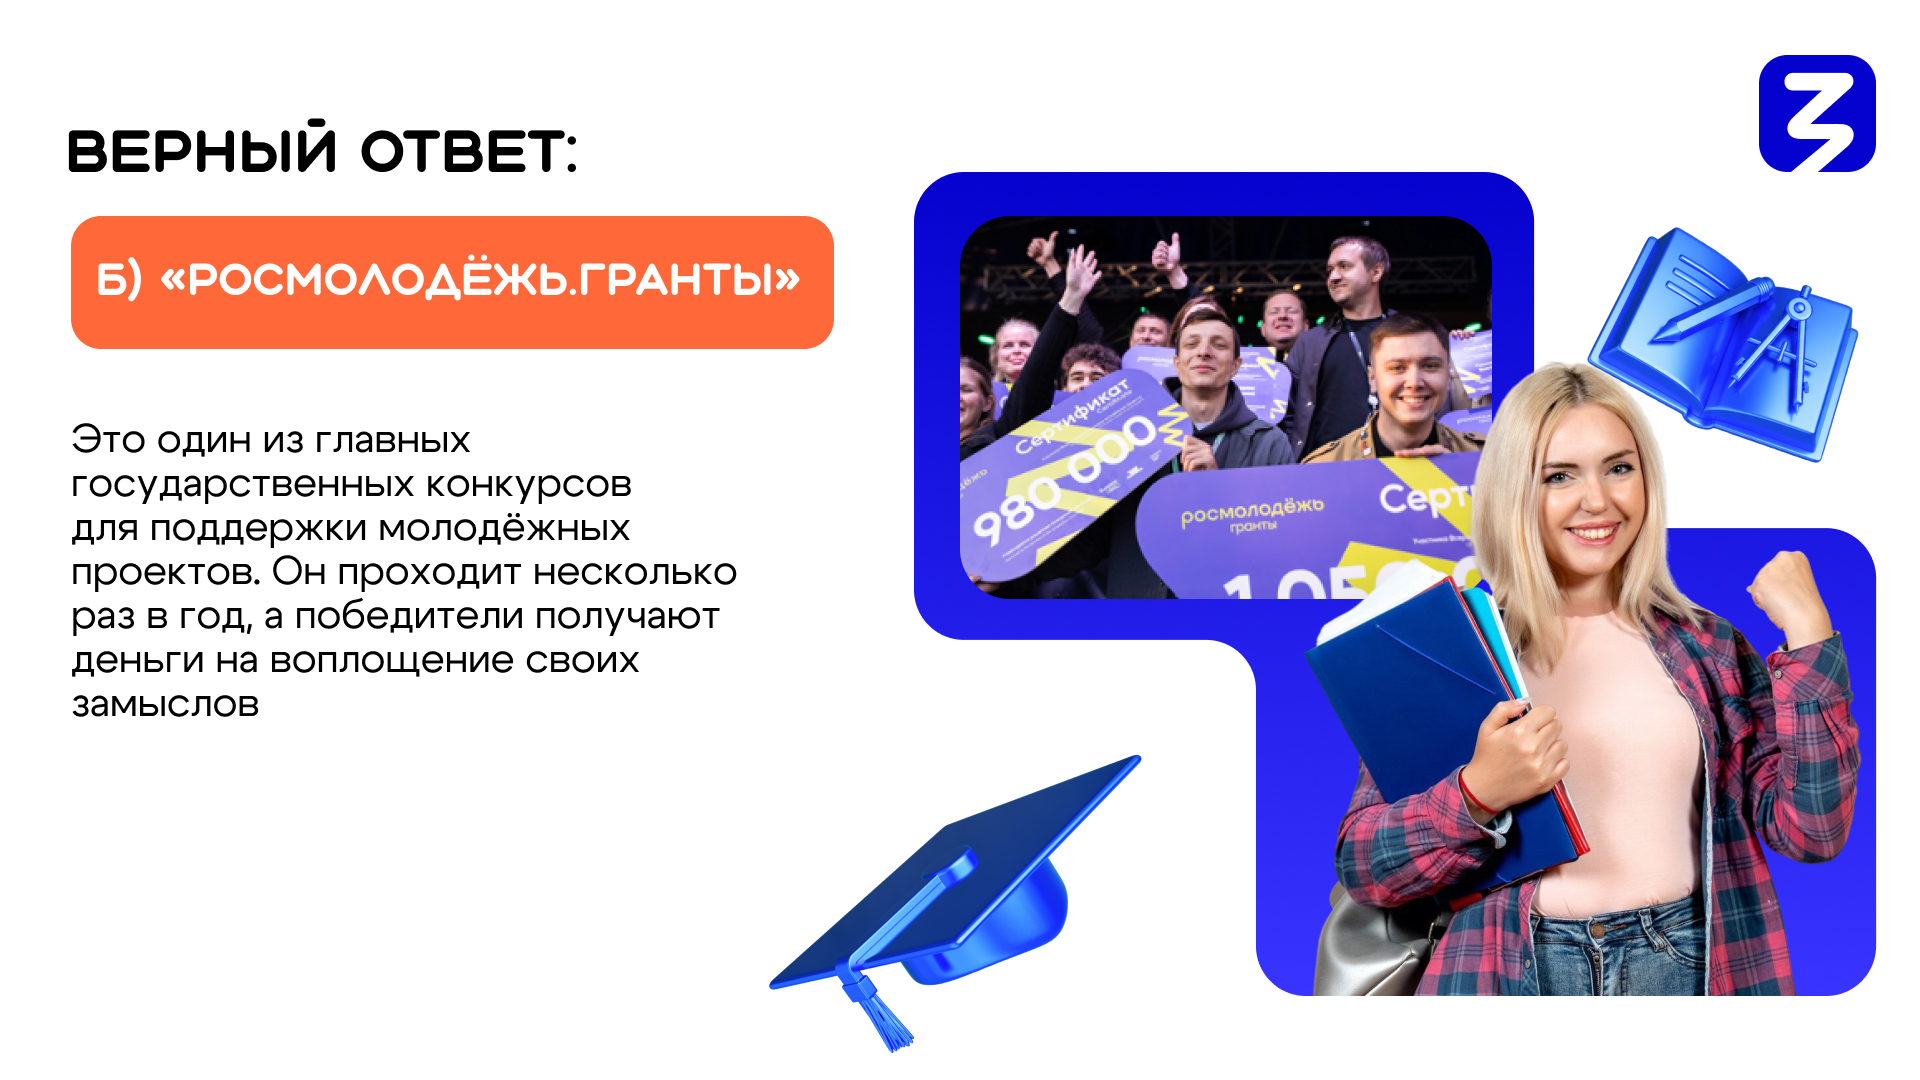 ВЕРНЫЙ ОТВЕТ:
Б) «РОСМОЛОДЁЖЬ.ГРАНТЫ»
Это один из главных
государственных конкурсов
для поддержки молодёжных
проектов. Он проходит несколько
раз в год, а победители получают
деньги на воплощение своих
замыслов
Сертификат
980 000
росмолодёжь
гранты